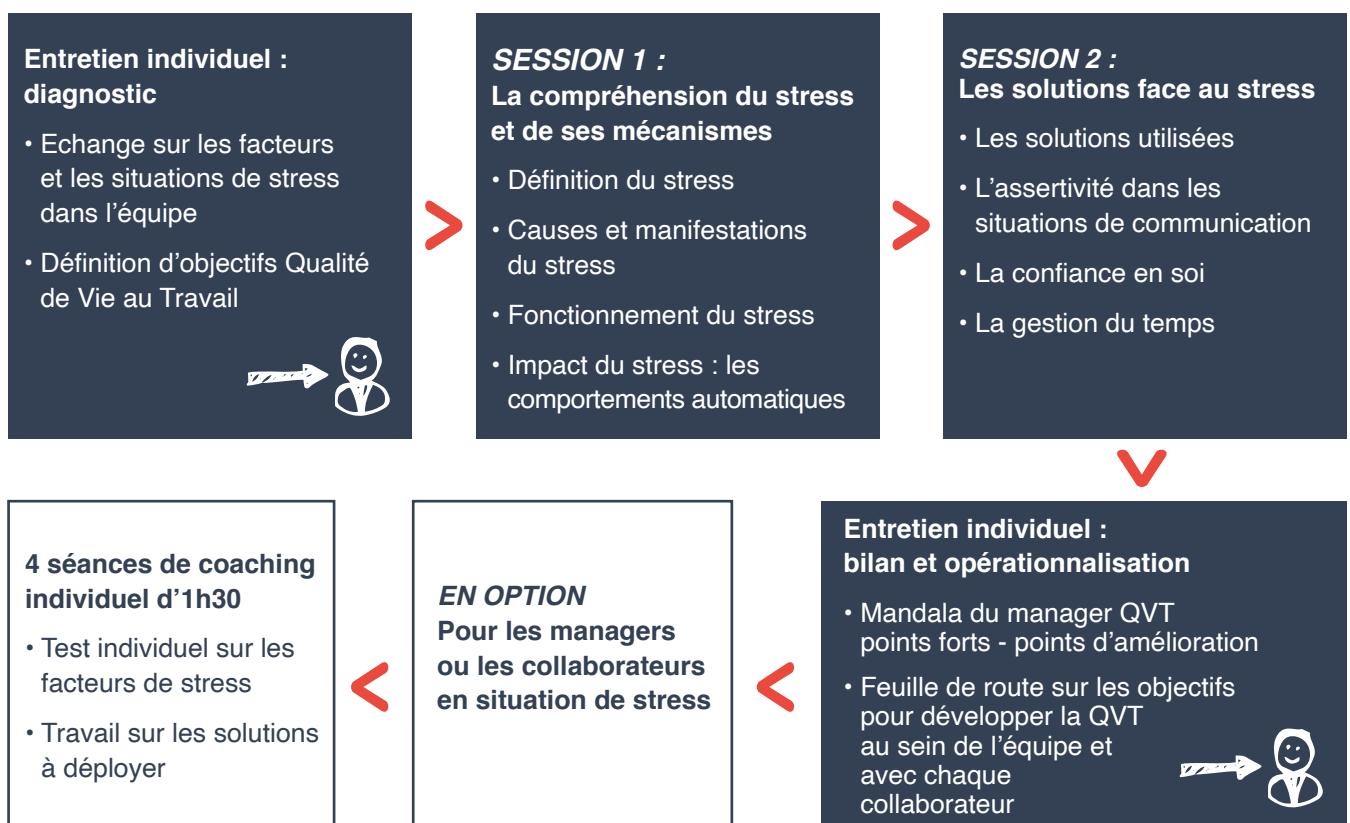 Entretien individuel :
diagnostic
• Echange sur les facteurs
et les situations de stress
dans l'équipe
• Définition d'objectifs Qualité
de Vie au Travail
SESSION 1 :
La compréhension du stress
et de ses mécanismes
• Définition du stress
• Causes et manifestations
du stress
• Fonctionnement du stress
• Impact du stress : les
comportements automatiques
SESSION 2 :
Les solutions face au stress
• Les solutions utilisées
• L'assertivité dans les
situations de communication
• La confiance en soi
• La gestion du temps
Entretien individuel :
bilan et opérationnalisation
• Mandala du manager QVT
points forts - points d'amélioration
• Feuille de route sur les objectifs
pour développer la QVT
au sein de l'équipe et
avec chaque
collaborateur
EN OPTION
Pour les managers
ou les collaborateurs
en situation de stress
4 séances de coaching
individuel d'1h30
• Test individuel sur les
facteurs de stress
• Travail sur les solutions
à déployer